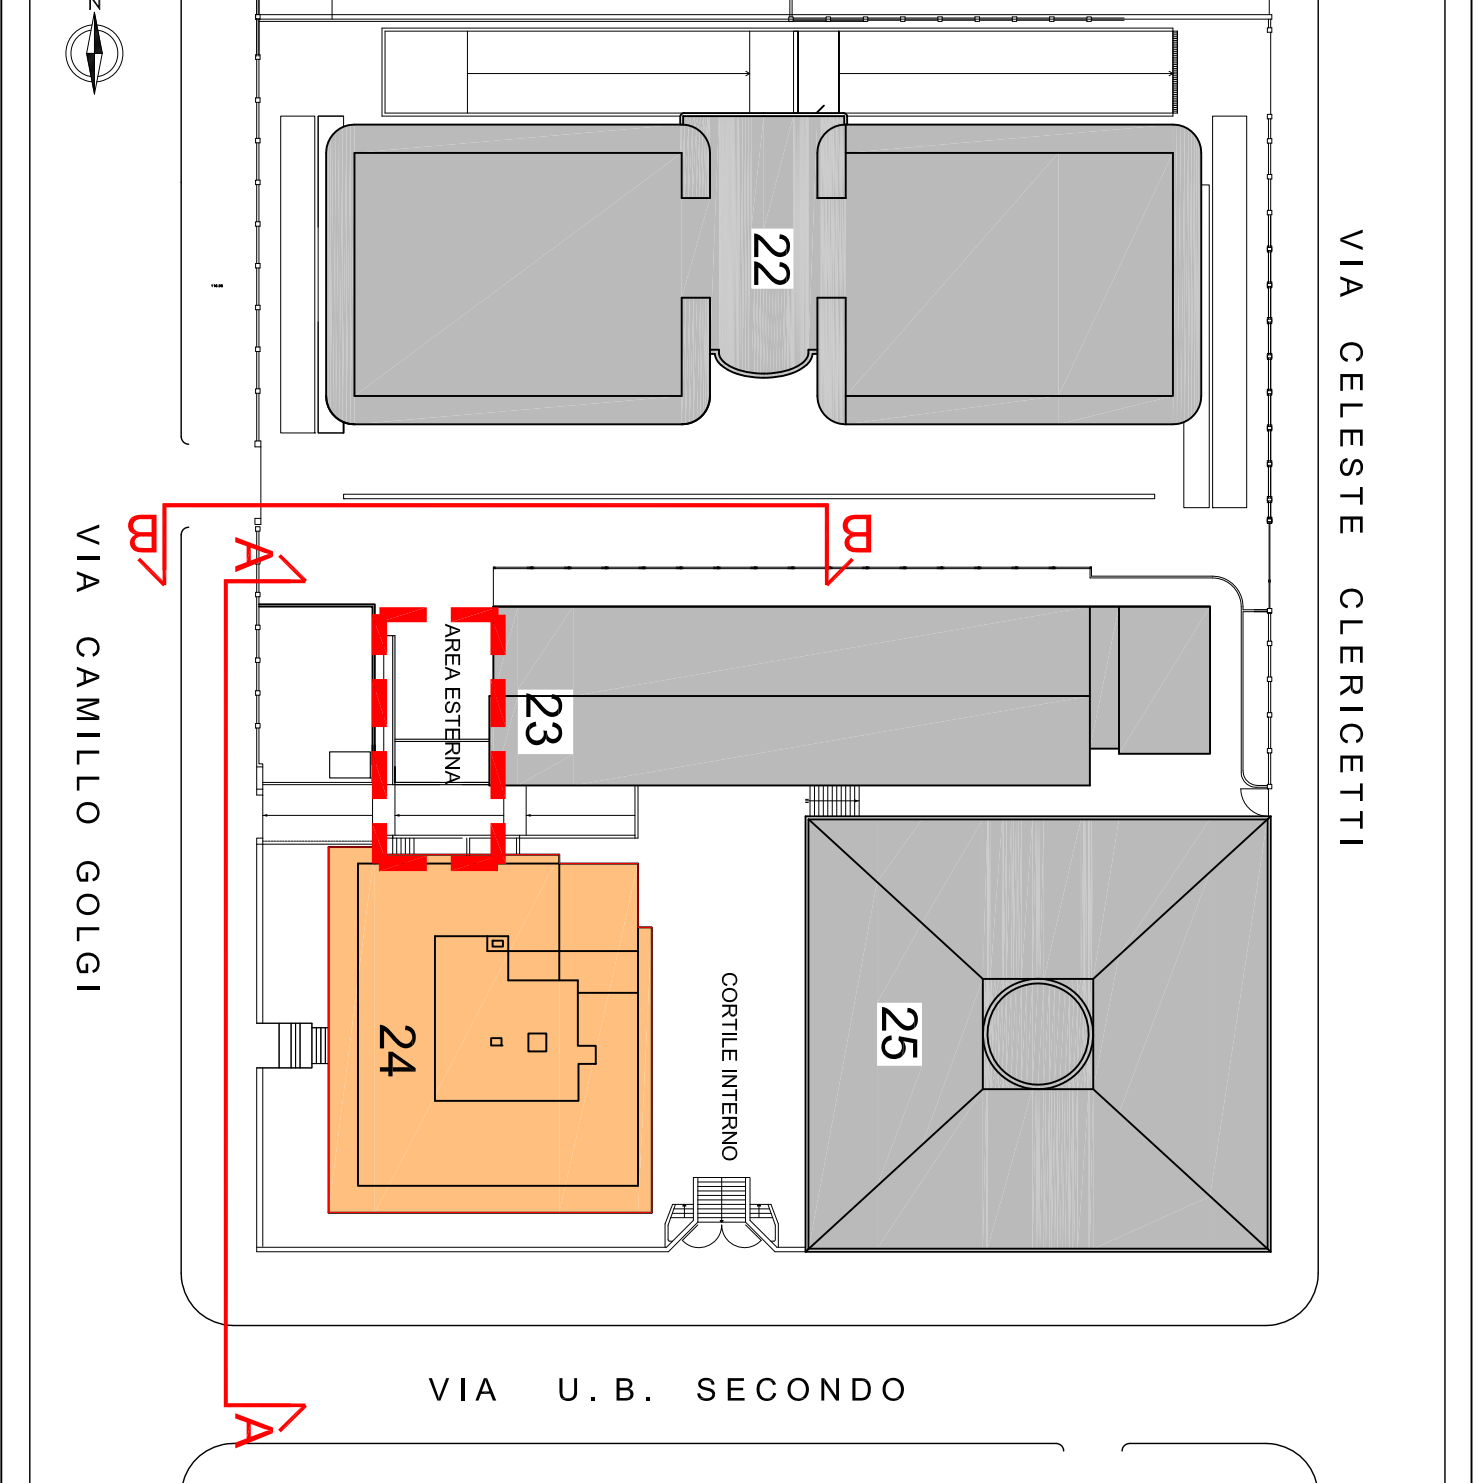 N
22
VIA CELESTE CLERICETTI
B
B
A
VIA CAMILLO GOLGI
AREA ESTERNA
23
24
CORTILE INTERNO
25
VIA U.B. SECONDO
A